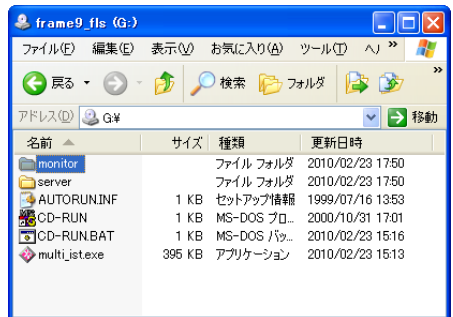 frame9_fls (G:)
ファイル(F) 編集(E) 表示(V) お気に入り(A) ツール(T) ヘル »
戻る 検索 フォルダ »
アドレス(D) G:¥ 移動
名前 サイズ 種類 更新日時
monitor ファイル フォルダ 2010/02/23 17:50
server ファイル フォルダ 2010/02/23 17:50
AUTORUN.INF 1 KB セットアップ情報 1999/07/16 13:53
CD-RUN 1 KB MS-DOS プロ... 2000/10/31 17:01
CD-RUN.BAT 1 KB MS-DOS バッ... 2010/02/23 15:16
multi_ist.exe 395 KB アプリケーション 2010/02/23 15:13